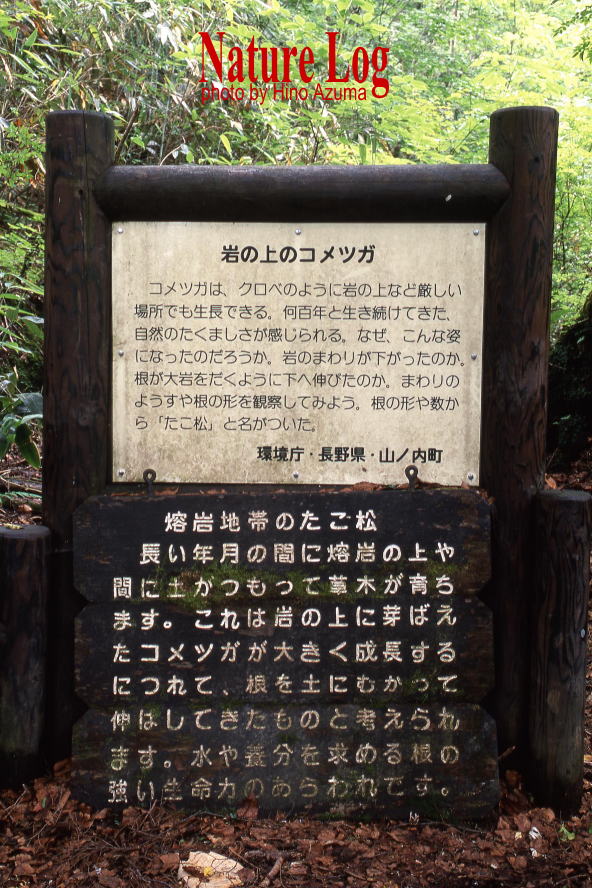 Nature Log
photo by Hino Azuma
岩の上のコメツガ
コメツガは、クロベのように岩の上など厳しい
場所でも生長できる。何百年と生き続けてきた、
自然のたくましさが感じられる。なぜ、こんな姿
になったのだろうか。岩のまわりが下がったのか。
根が大岩をだくように下へ伸びたのか。まわりの
ようすや根の形を観察してみよう。根の形や数か
ら「たこ松」と名がついた。
環境庁・長野県・山ノ内町
熔岩地帯のたこ松
長い年月の間に熔岩の上や
間に土がつもって草木が育ち
ます。これは岩の上に芽ばえ
たコメツガが大きく成長する
につれて、根を土にむかって
伸ばしてきたものと考えられ
ます。水や養分を求める根の
強い生命力のあらわれです。